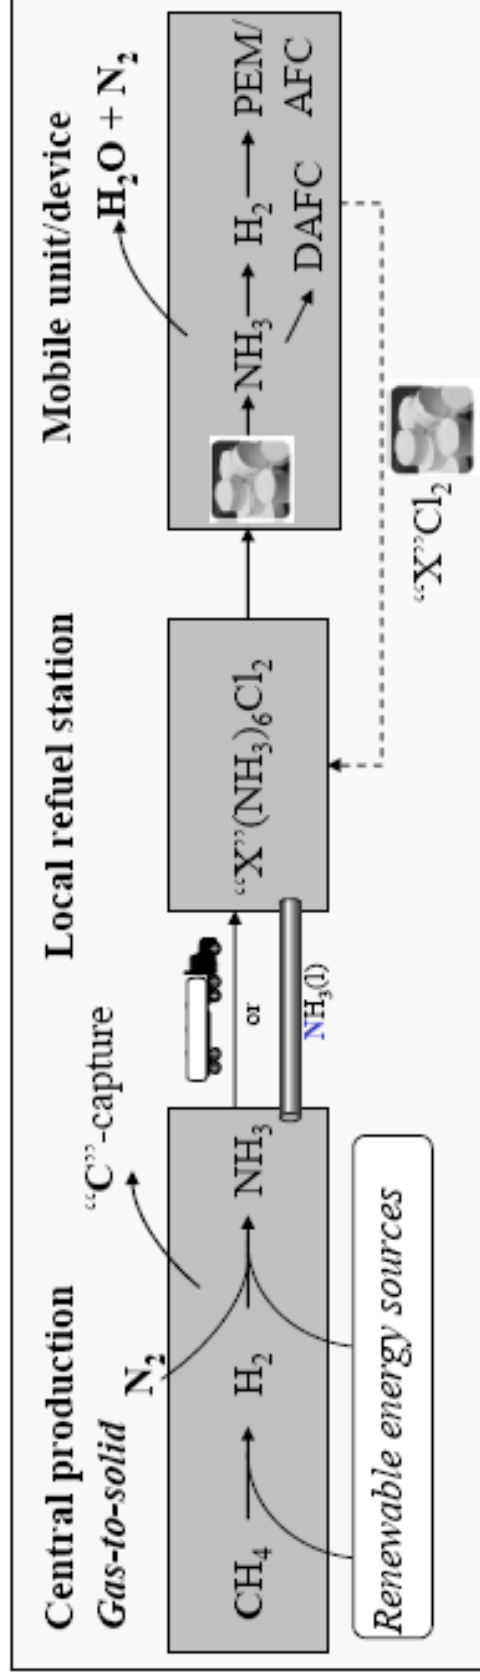 Central production
Gas-to-solid
N₂
"C"-capture
CH₄
H₂
NH₃
Renewable energy sources
or
NH₃(l)
Local refuel station
"X"(NH₃)₆Cl₂
Mobile unit/device
H₂O + N₂
NH₃
H₂
PEM/
AFC
DAFC
"X"Cl₂